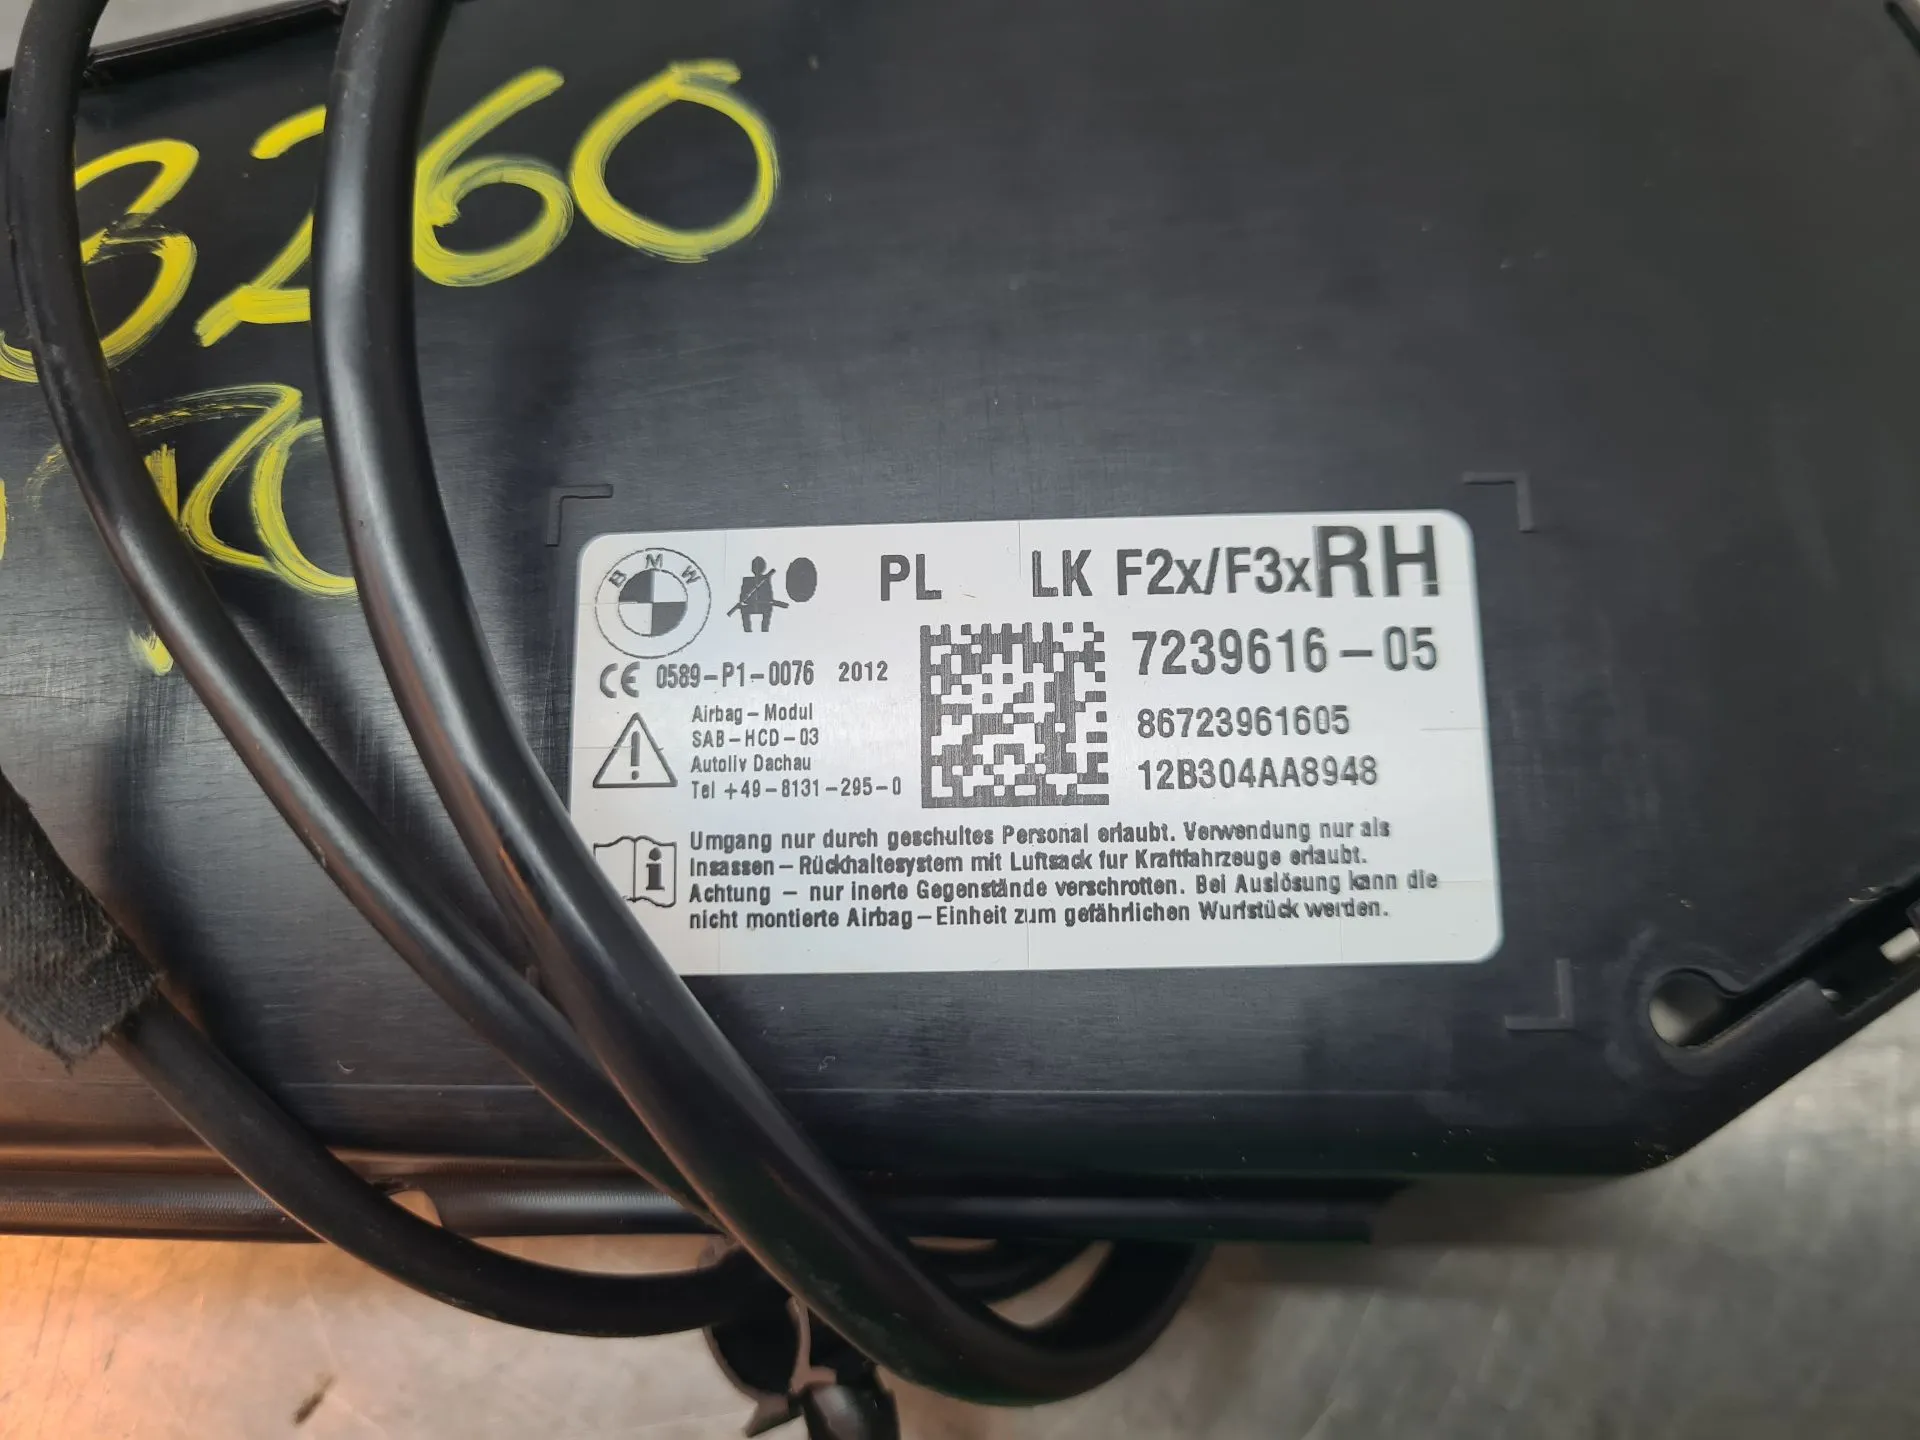 3260
BMW
PL LK F2x/F3x RH
7239616-05
CE 0589-P1-0076 2012
86723961605
12B304AA8948
Airbag-Modul
SAB-HCD-03
Autoliv Dachau
Tel +49-8131-295-0
Umgang nur durch geschultes Personal erlaubt. Verwendung nur als
Insassen-Rückhaltesystem mit Luftsack fur Kraftfahrzeuge erlaubt.
Achtung - nur inerte Gegenstände verschrotten. Bei Auslösung kann die
nicht montierte Airbag-Einheit zum gefährlichen Wurfstück werden.